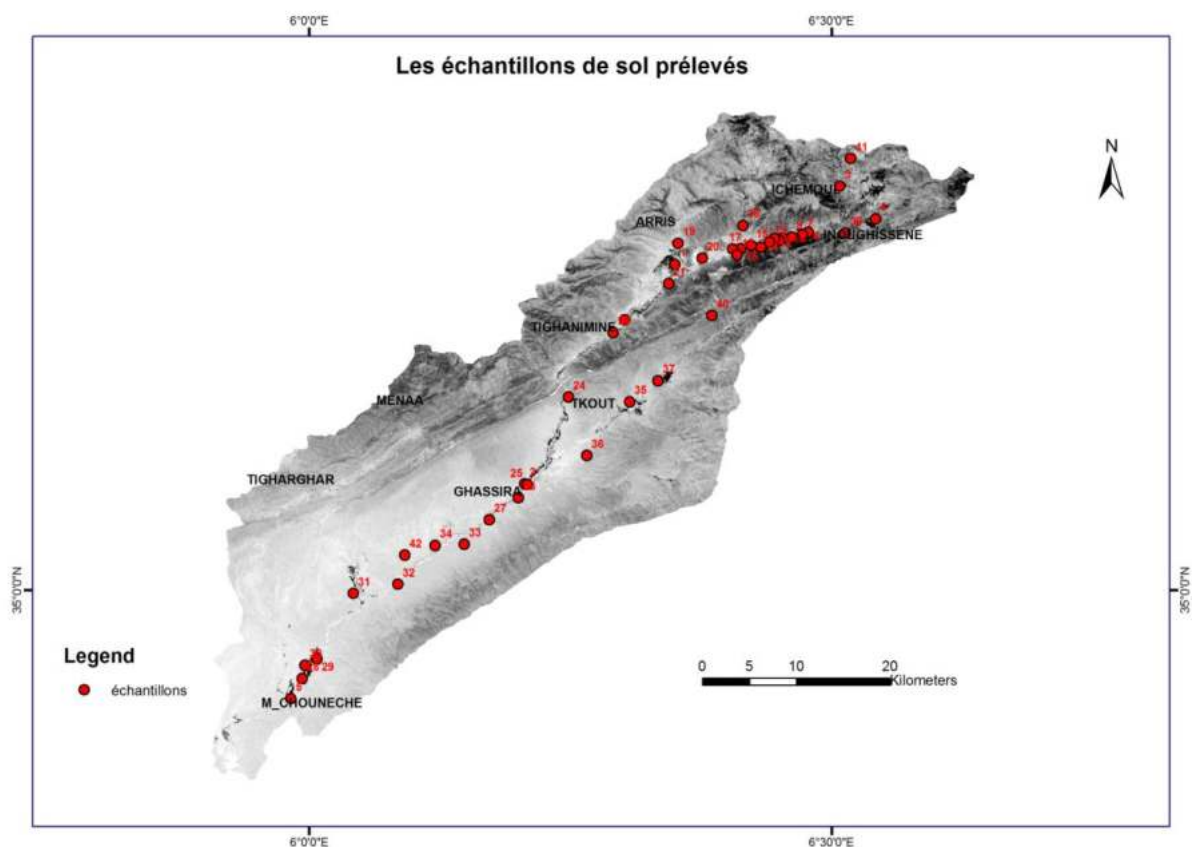 6°0'0"E 6°30'0"E
Les échantillons de sol prélevés
N
41
ICHEMOUL
ARRIS
19
INOUGHISSENE
17
20
TIGHANIMINE
40
37
24
35
TKOUT
MENAA
36
TIGHARGHAR
25
GHASSIRA
27
34
33
42
32
31
35°0'0"N 35°0'0"N
Legend
échantillons
29
M_CHOUNECHE
0 5 10 20
Kilometers
6°0'0"E 6°30'0"E